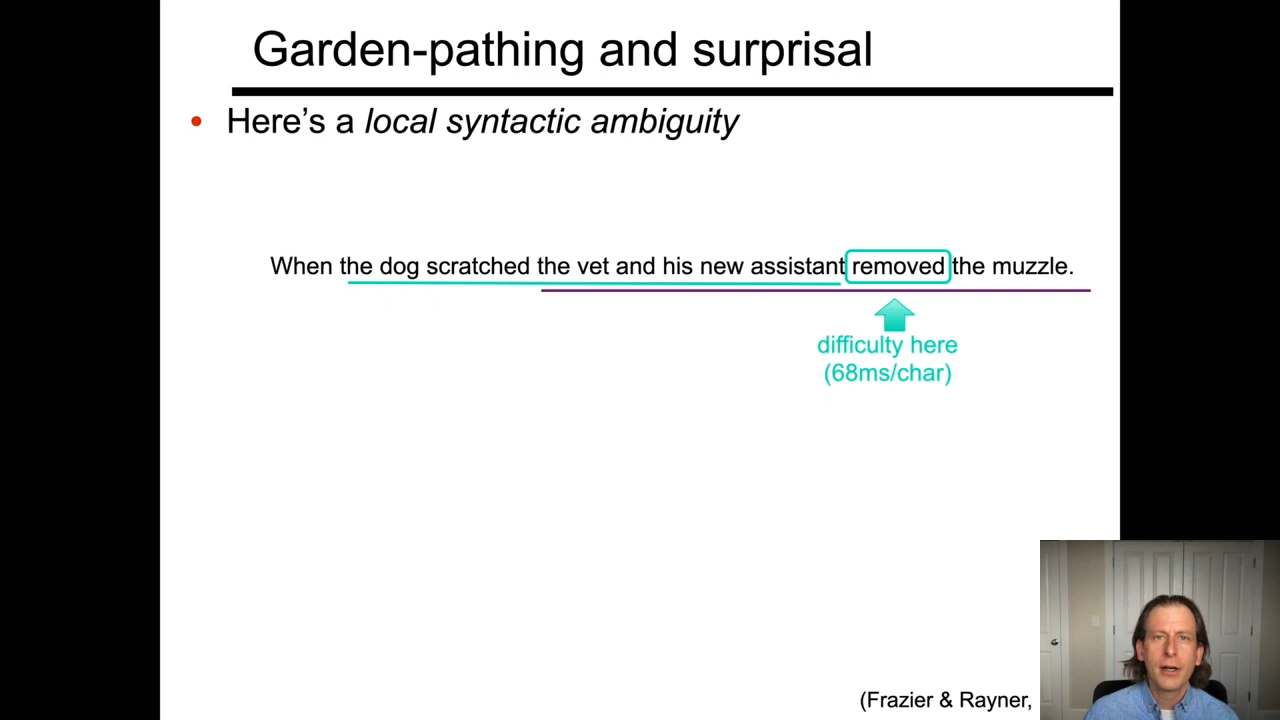 Garden-pathing and surprisal
• Here's a local syntactic ambiguity
When the dog scratched the vet and his new assistant removed the muzzle.
difficulty here
(68ms/char)
(Frazier & Rayner,